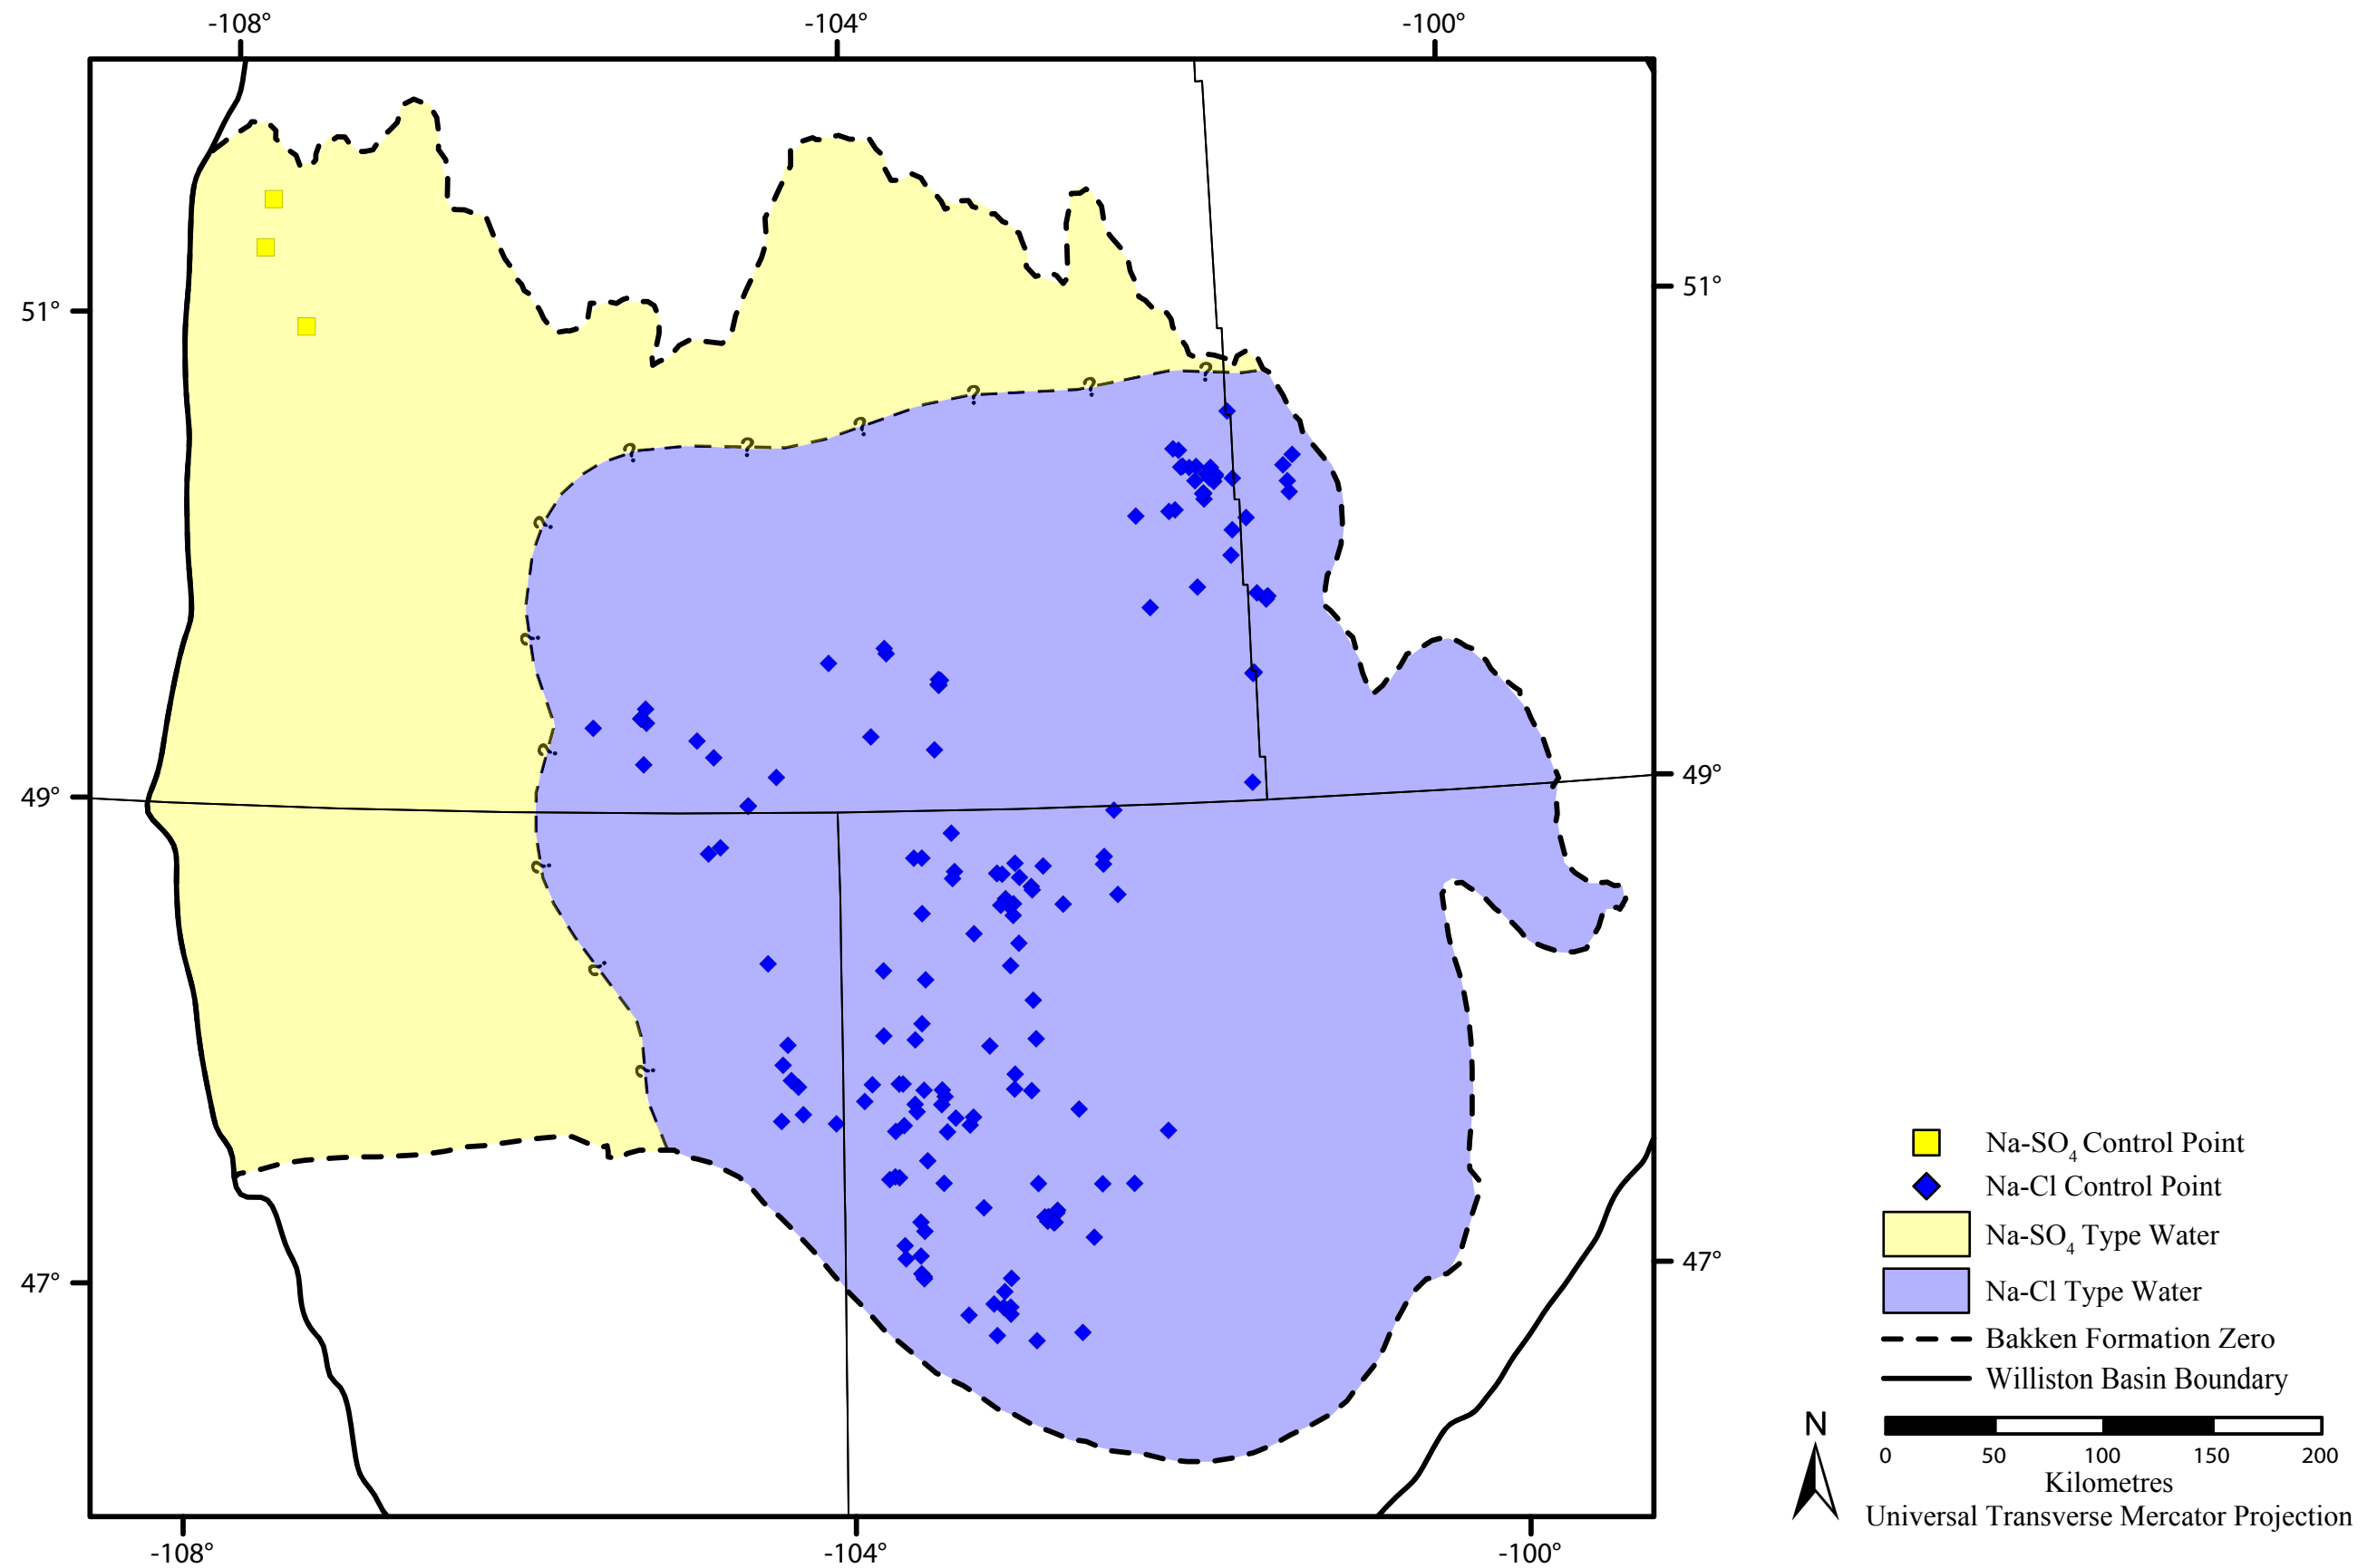 -108°
-104°
-100°
51°
51°
?
?
?
?
?
?
?
?
?
49°
49°
?
?
?
47°
47°
-108°
-104°
-100°
Na-SO₄ Control Point
Na-Cl Control Point
Na-SO₄ Type Water
Na-Cl Type Water
Bakken Formation Zero
Williston Basin Boundary
N
0 50 100 150 200
Kilometres
Universal Transverse Mercator Projection